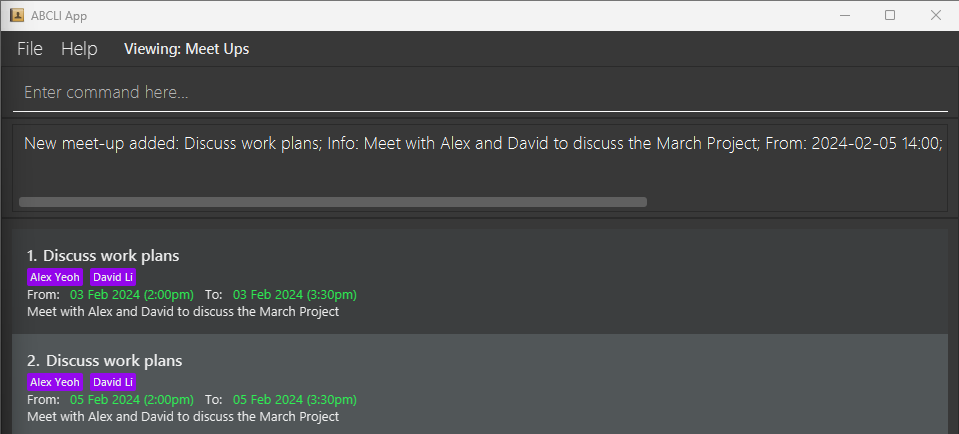 ABCLI App
File Help Viewing: Meet Ups
Enter command here...
New meet-up added: Discuss work plans; Info: Meet with Alex and David to discuss the March Project; From: 2024-02-05 14:00;
1. Discuss work plans
Alex Yeoh David Li
From: 03 Feb 2024 (2:00pm) To: 03 Feb 2024 (3:30pm)
Meet with Alex and David to discuss the March Project
2. Discuss work plans
Alex Yeoh David Li
From: 05 Feb 2024 (2:00pm) To: 05 Feb 2024 (3:30pm)
Meet with Alex and David to discuss the March Project